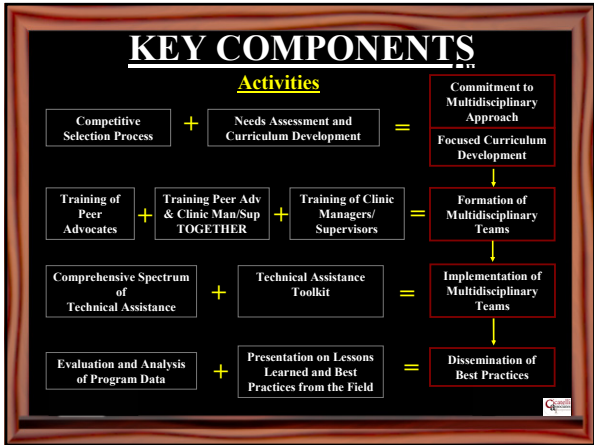 KEY COMPONENTS
Activities
Competitive
Selection Process
+
Needs Assessment and
Curriculum Development
=
Commitment to
Multidisciplinary
Approach
Focused Curriculum
Development
Training of
Peer
Advocates
+
Training Peer Adv
& Clinic Man/Sup
TOGETHER
+
Training of Clinic
Managers/
Supervisors
=
Formation of
Multidisciplinary
Teams
Comprehensive Spectrum
of
Technical Assistance
+
Technical Assistance
Toolkit
=
Implementation of
Multidisciplinary
Teams
Evaluation and Analysis
of Program Data
+
Presentation on Lessons
Learned and Best
Practices from the Field
=
Dissemination of
Best Practices